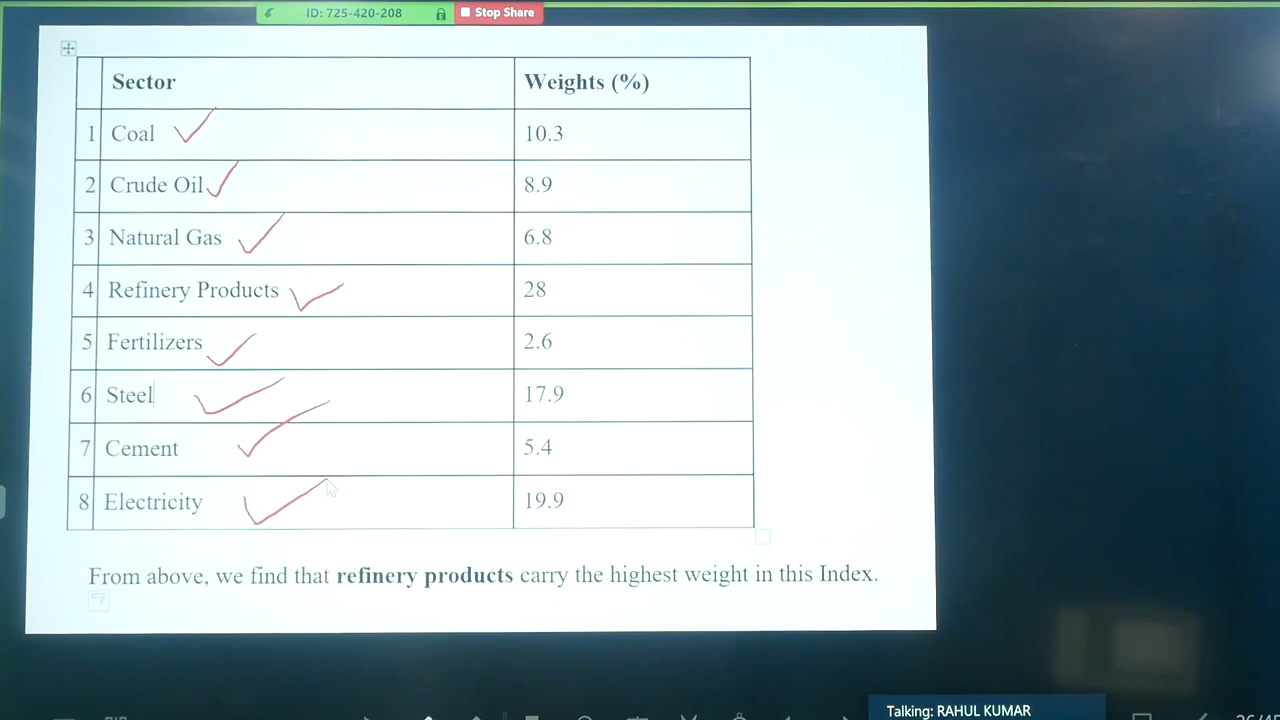 ID: 725-420-208 Stop Share
Sector Weights (%)
1 Coal 10.3
2 Crude Oil 8.9
3 Natural Gas 6.8
4 Refinery Products 28
5 Fertilizers 2.6
6 Steel 17.9
7 Cement 5.4
8 Electricity 19.9
From above, we find that refinery products carry the highest weight in this Index.
Talking: RAHUL KUMAR